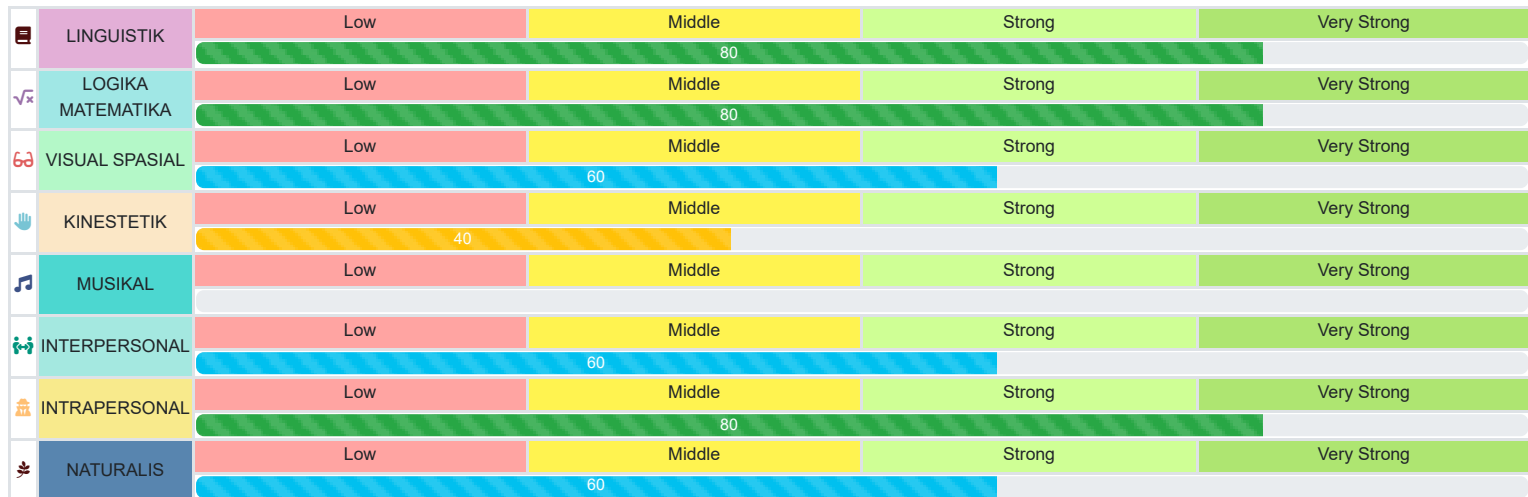 LINGUISTIK
Low Middle Strong Very Strong
80
LOGIKA
MATEMATIKA
Low Middle Strong Very Strong
80
VISUAL SPASIAL
Low Middle Strong Very Strong
60
KINESTETIK
Low Middle Strong Very Strong
40
MUSIKAL
Low Middle Strong Very Strong
INTERPERSONAL
Low Middle Strong Very Strong
60
INTRAPERSONAL
Low Middle Strong Very Strong
80
NATURALIS
Low Middle Strong Very Strong
60